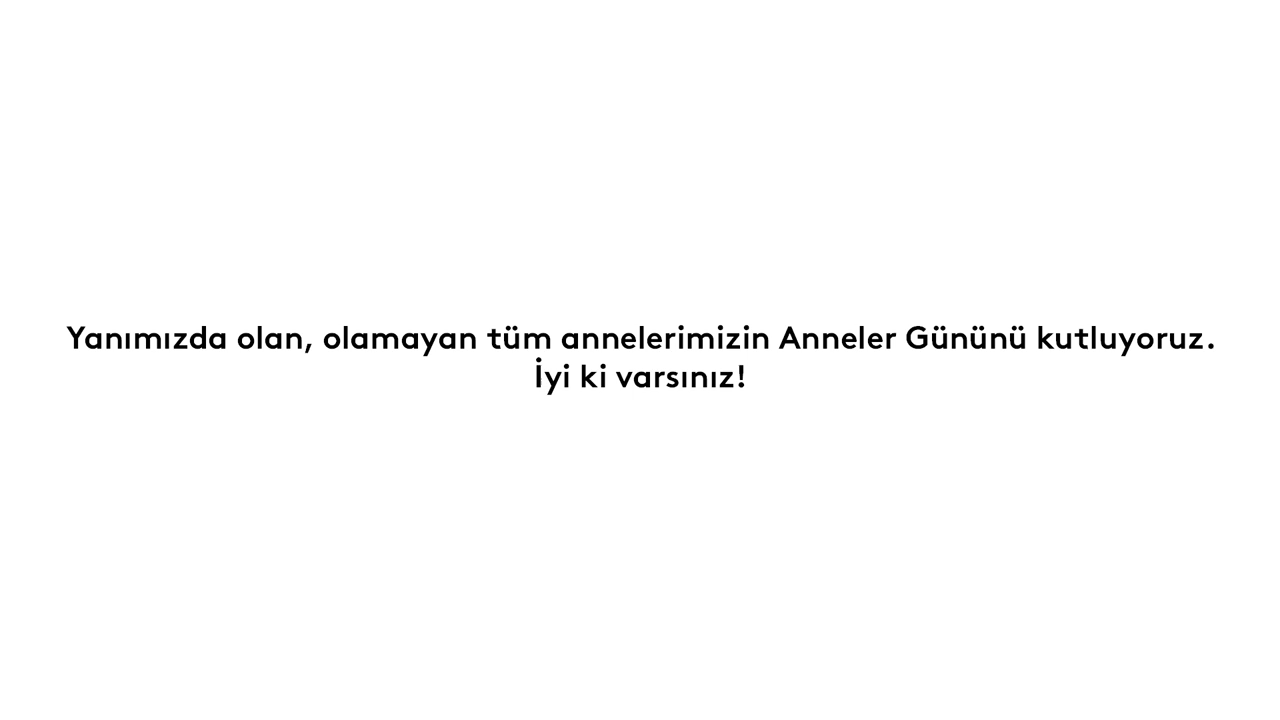 Yanımızda olan, olamayan tüm annelerimizin Anneler Gününü kutluyoruz.
İyi ki varsınız!